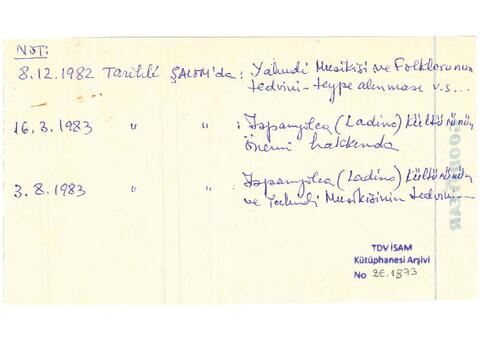 NOT:
8.12.1982 Tarihli ŞALOM'da: Yahudi Musikisi ve Folklorunun
tedvini - teype alınması v.s...
16.3.1983 " " : İspanyolca (Ladino) Kültürünün
önemi hakkında
3.8.1983 " " : İspanyolca (Ladino) Kültürünün
ve Yahudi Musikisinin tedvini
GOODYEAR
TDV İSAM
Kütüphanesi Arşivi
No 2E.1873